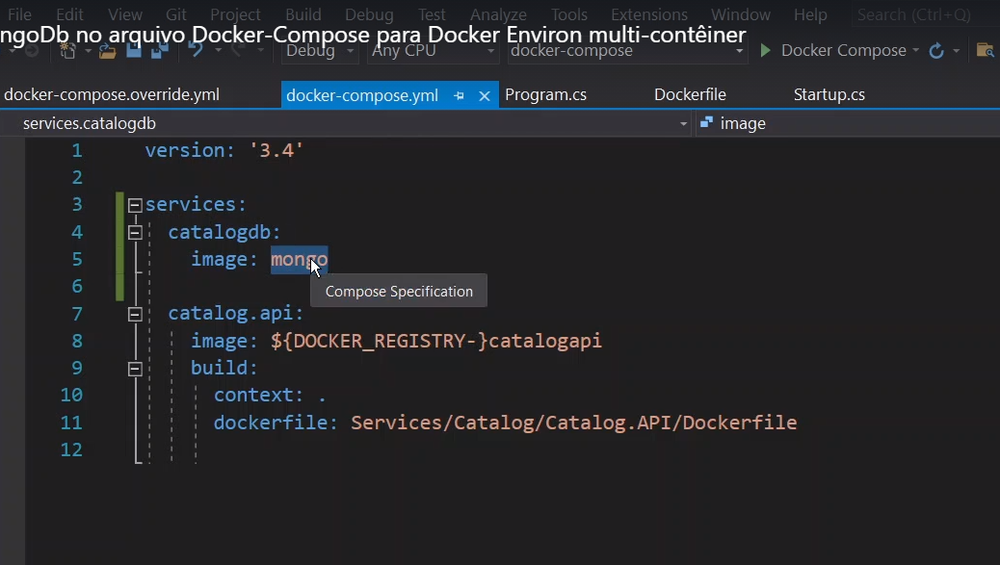 File Edit View Git Project Build Debug Test Analyze Tools Extensions Window Help Search (Ctrl+Q)
ngoDb no arquivo Docker-Compose para Docker Environ multi-contêiner
Debug Any CPU docker-compose Docker Compose
docker-compose.override.yml docker-compose.yml Program.cs Dockerfile Startup.cs
services.catalogdb image
1 version: '3.4'
2
3 services:
4 catalogdb:
5 image: mongo
6
Compose Specification
7 catalog.api:
8 image: ${DOCKER_REGISTRY-}catalogapi
9 build:
10 context: .
11 dockerfile: Services/Catalog/Catalog.API/Dockerfile
12